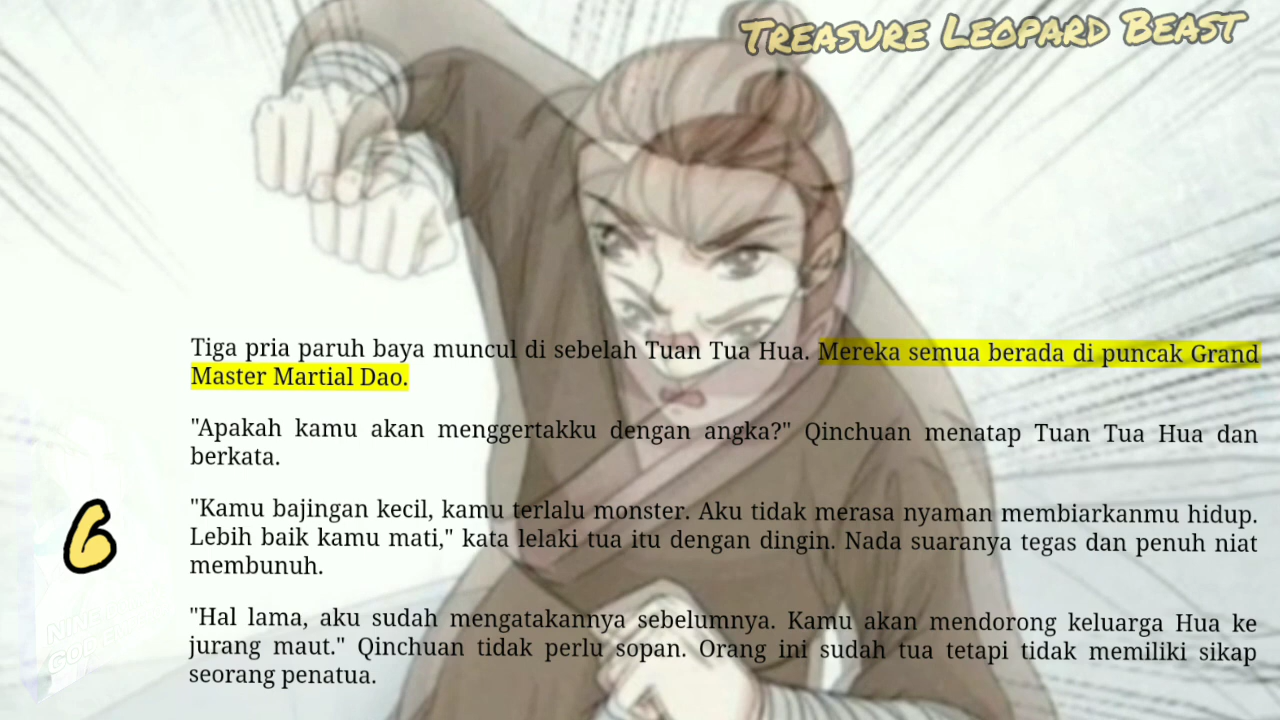 Treasure Leopard Beast
Tiga pria paruh baya muncul di sebelah Tuan Tua Hua. Mereka semua berada di puncak Grand
Master Martial Dao.
"Apakah kamu akan menggertakku dengan angka?" Qinchuan menatap Tuan Tua Hua dan
berkata.
"Kamu bajingan kecil, kamu terlalu monster. Aku tidak merasa nyaman membiarkanmu hidup.
Lebih baik kamu mati," kata lelaki tua itu dengan dingin. Nada suaranya tegas dan penuh niat
membunuh.
"Hal lama, aku sudah mengatakannya sebelumnya. Kamu akan mendorong keluarga Hua ke
jurang maut." Qinchuan tidak perlu sopan. Orang ini sudah tua tetapi tidak memiliki sikap
seorang penatua.
6